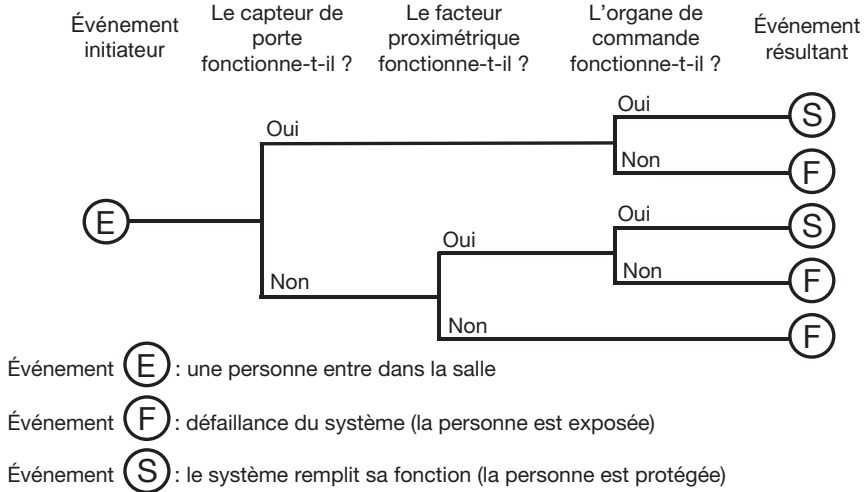 Événement
initiateur
Le capteur de
porte
fonctionne-t-il ?
Le facteur
proximétrique
fonctionne-t-il ?
L'organe de
commande
fonctionne-t-il ?
Événement
résultant
Oui
Oui
S
Non
F
E
Oui
Oui
S
Non
F
Non
Non
F
Événement E : une personne entre dans la salle
Événement F : défaillance du système (la personne est exposée)
Événement S : le système remplit sa fonction (la personne est protégée)